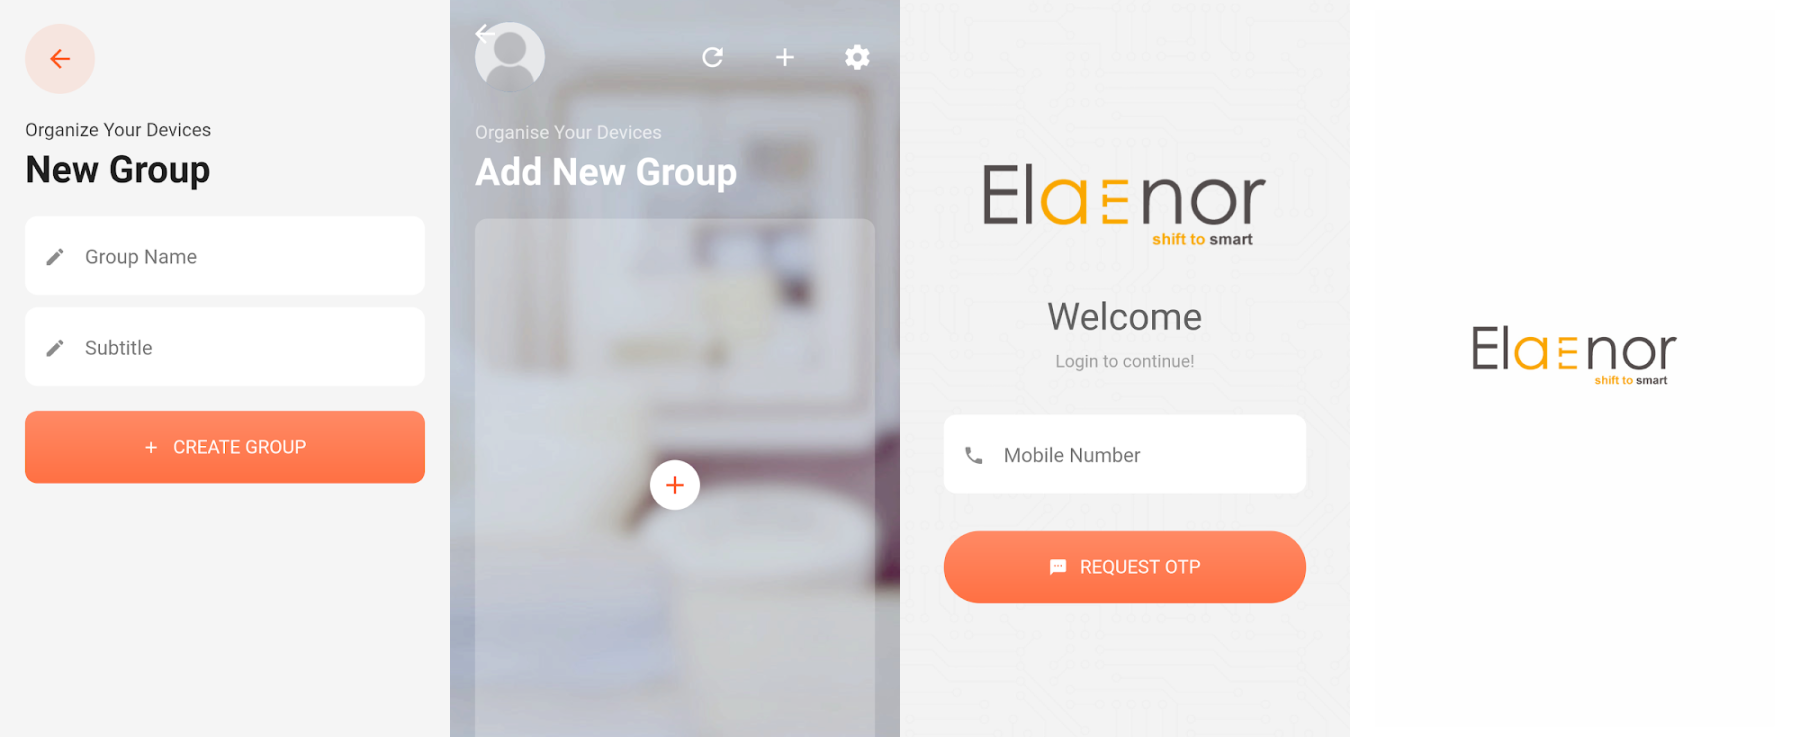 Organize Your Devices
New Group
Group Name
Subtitle
CREATE GROUP
Organise Your Devices
Add New Group
Elaenor
shift to smart
Welcome
Login to continue!
Mobile Number
REQUEST OTP
Elaenor
shift to smart